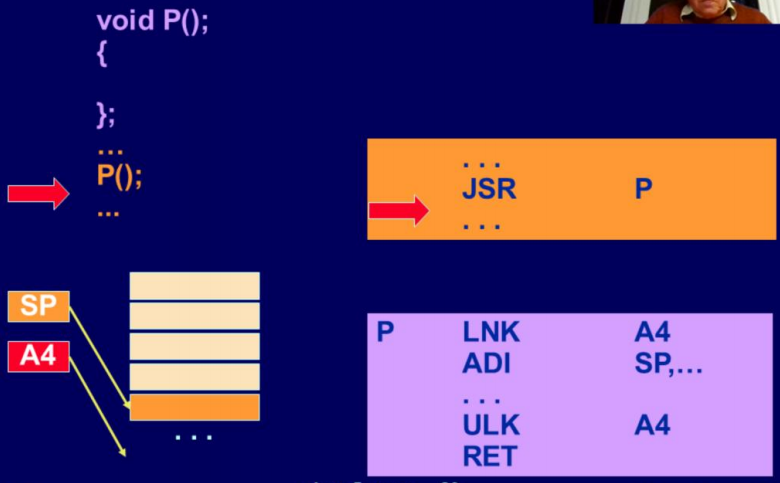 void P();
{
};
...
P();
...
. . .
JSR P
. . .
SP
A4
. . .
P LNK A4
ADI SP,...
. . .
ULK A4
RET